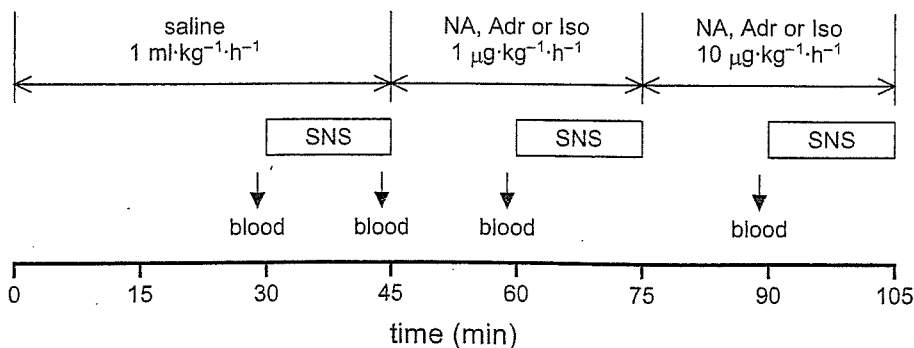 saline
1 ml·kg⁻¹·h⁻¹
NA, Adr or Iso
1 μg·kg⁻¹·h⁻¹
NA, Adr or Iso
10 μg·kg⁻¹·h⁻¹
SNS SNS SNS
blood blood blood blood
0 15 30 45 60 75 90 105
time (min)